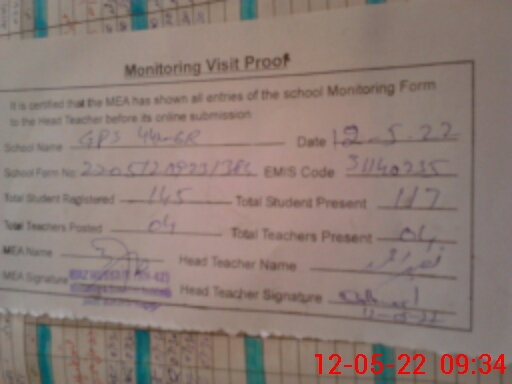 Monitoring Visit Proof
It is certified that the MEA has shown all entries of the school Monitoring Form
to the Head Teacher before its online submission
School Name GPS 44-GR Date 12-5-22
School Form No: EMIS Code 31140235
Total Student Registered 145 Total Student Present 117
Total Teachers Posted 04 Total Teachers Present 04
MEA Name Head Teacher Name
MEA Signature Head Teacher Signature
12-05-22 09:34